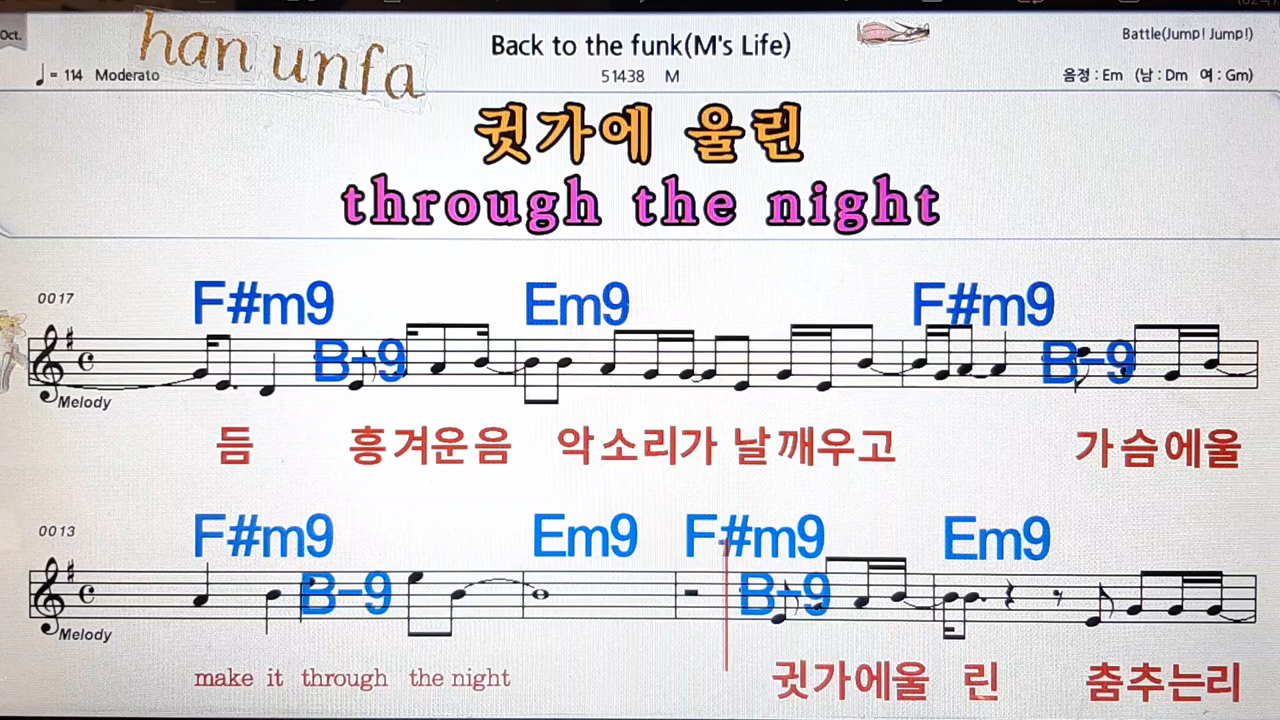 Oct.
han unfa
Back to the funk(M's Life)
Battle(Jump! Jump!)
♩= 114 Moderato
51438 M
음정 : Em (남 : Dm 여 : Gm)
귓가에 울린
through the night
0017
F#m9 Em9 F#m9
B-9 B-9
Melody
듬 흥겨운음 악소리가 날깨우고 가슴에울
0013
F#m9 Em9 F#m9 Em9
B-9 B-9
Melody
make it through the night 귓가에울 린 춤추는리